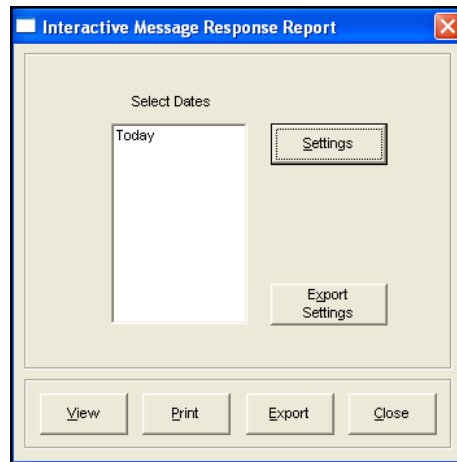 Interactive Message Response Report
Select Dates
Today
Settings
Export
Settings
View
Print
Export
Close